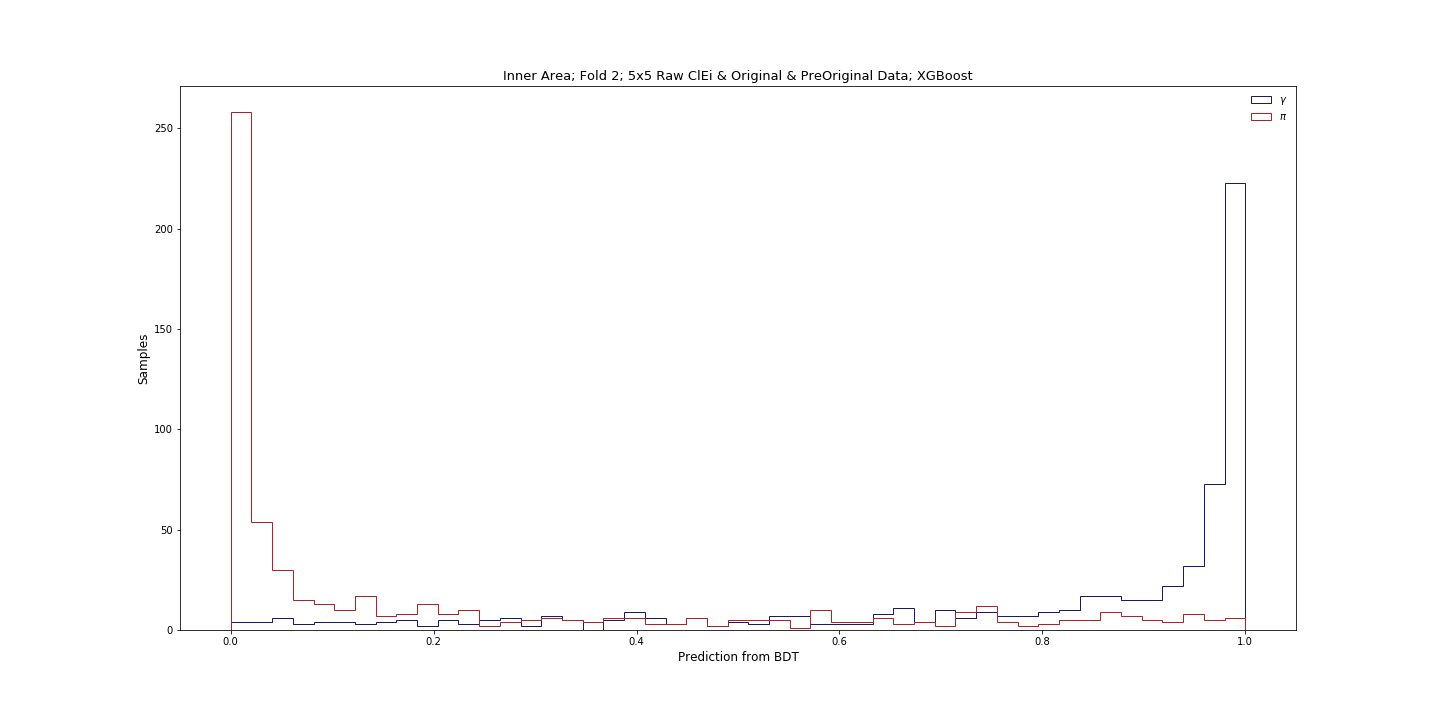 Inner Area; Fold 2; 5x5 Raw ClEi & Original & PreOriginal Data; XGBoost
γ
π
250
200
150
100
50
0
Samples
0.0 0.2 0.4 0.6 0.8 1.0
Prediction from BDT